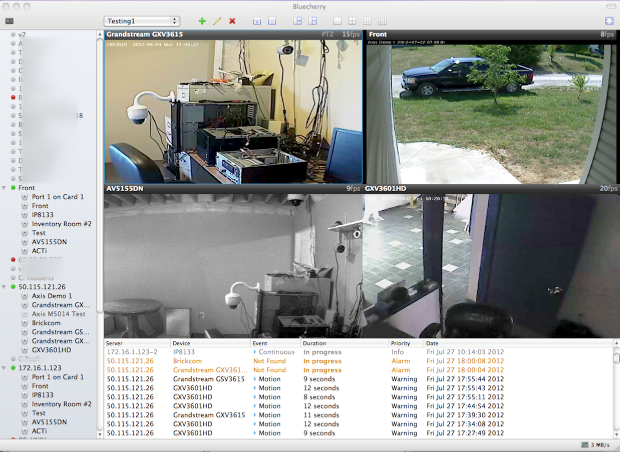 Bluecherry
Testing1
v2
18
Front
Port 1 on Card 1
Front
IP8133
Inventory Room #2
Test
AV5155DN
ACTi
50.115.121.26
Axis Demo 1
Grandstream GX...
Axis M5014 Test
Brickcom
Grandstream GS...
Grandstream GX...
GXV3601HD
172.16.1.123
Port 1 on Card 1
Front
IP8133
Inventory Room #2
Test
AV5155DN
ACTi
Grandstream GXV3615 PTZ 15fps
Front 8fps
AV5155DN 9fps
GXV3601HD 20fps
Server Device Event Duration Priority Date
172.16.1.123-2 IP8133 Continuous In progress Info Fri Jul 27 10:14:03 2012
50.115.121.26 Brickcom Not Found In progress Alarm Fri Jul 27 18:00:08 2012
50.115.121.26 Grandstream GXV361... Not Found In progress Alarm Fri Jul 27 18:00:04 2012
50.115.121.26 Grandstream GSV3615 Motion 9 seconds Warning Fri Jul 27 17:55:44 2012
50.115.121.26 GXV3601HD Motion 12 seconds Warning Fri Jul 27 17:55:43 2012
50.115.121.26 GXV3601HD Motion 8 seconds Warning Fri Jul 27 17:55:11 2012
50.115.121.26 GXV3601HD Motion 12 seconds Warning Fri Jul 27 17:44:54 2012
50.115.121.26 Grandstream GSV3615 Motion 11 seconds Warning Fri Jul 27 17:39:30 2012
50.115.121.26 GXV3601HD Motion 12 seconds Warning Fri Jul 27 17:34:08 2012
50.115.121.26 GXV3601HD Motion 9 seconds Warning Fri Jul 27 17:27:49 2012
3 MB/s